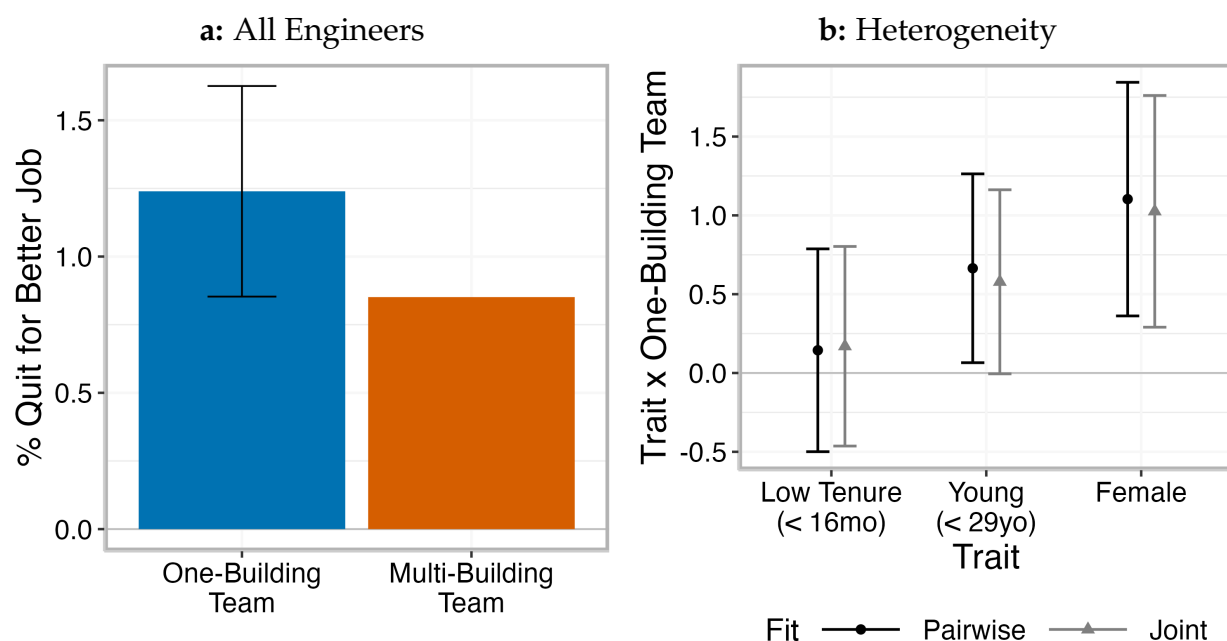 a: All Engineers
% Quit for Better Job
1.5
1.0
0.5
0.0
One-Building
Team
Multi-Building
Team
b: Heterogeneity
Trait x One-Building Team
1.5
1.0
0.5
0.0
-0.5
Low Tenure
(< 16mo)
Young
(< 29yo)
Female
Trait
Fit Pairwise Joint